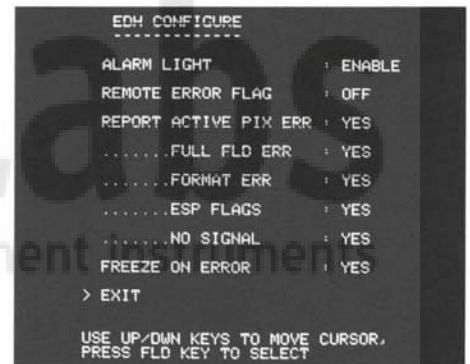 EDH CONFIGURE
------------
ALARM LIGHT : ENABLE
REMOTE ERROR FLAG : OFF
REPORT ACTIVE PIX ERR : YES
.......FULL FLD ERR : YES
.......FORMAT ERR : YES
.......ESP FLAGS : YES
.......NO SIGNAL : YES
FREEZE ON ERROR : YES
> EXIT
USE UP/DWN KEYS TO MOVE CURSOR,
PRESS FLD KEY TO SELECT